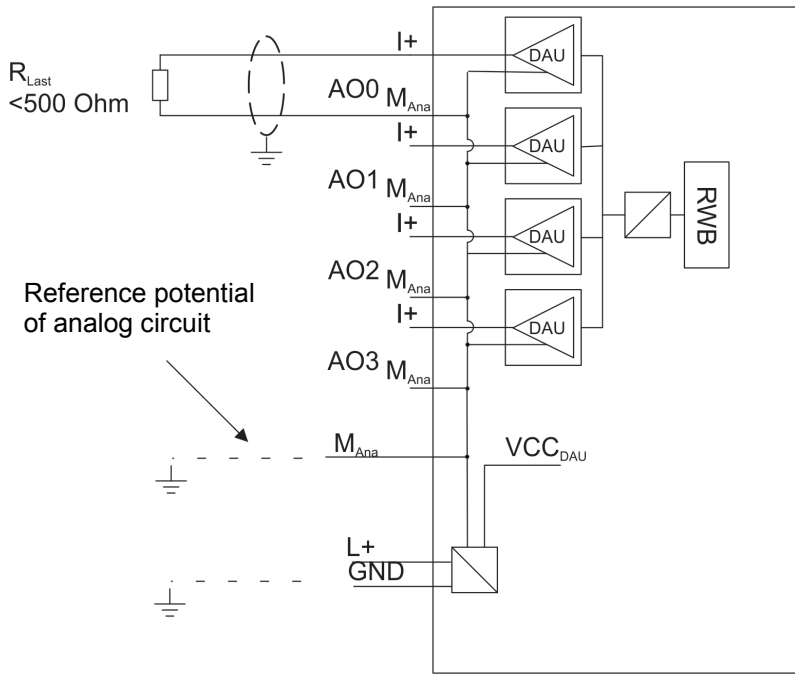 I+
DAU
R_Last
<500 Ohm
AO0 M_Ana
I+
DAU
AO1 M_Ana
I+
DAU
RWB
AO2 M_Ana
I+
DAU
Reference potential
of analog circuit
AO3 M_Ana
M_Ana
VCC_DAU
L+
GND